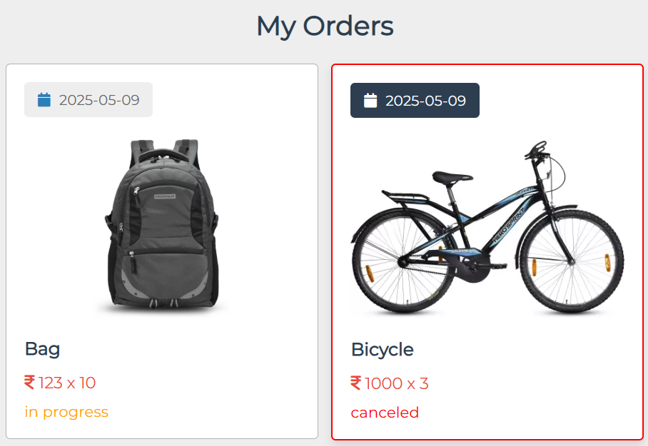 My Orders
2025-05-09
Bag
₹ 123 x 10
in progress
2025-05-09
Bicycle
₹ 1000 x 3
canceled